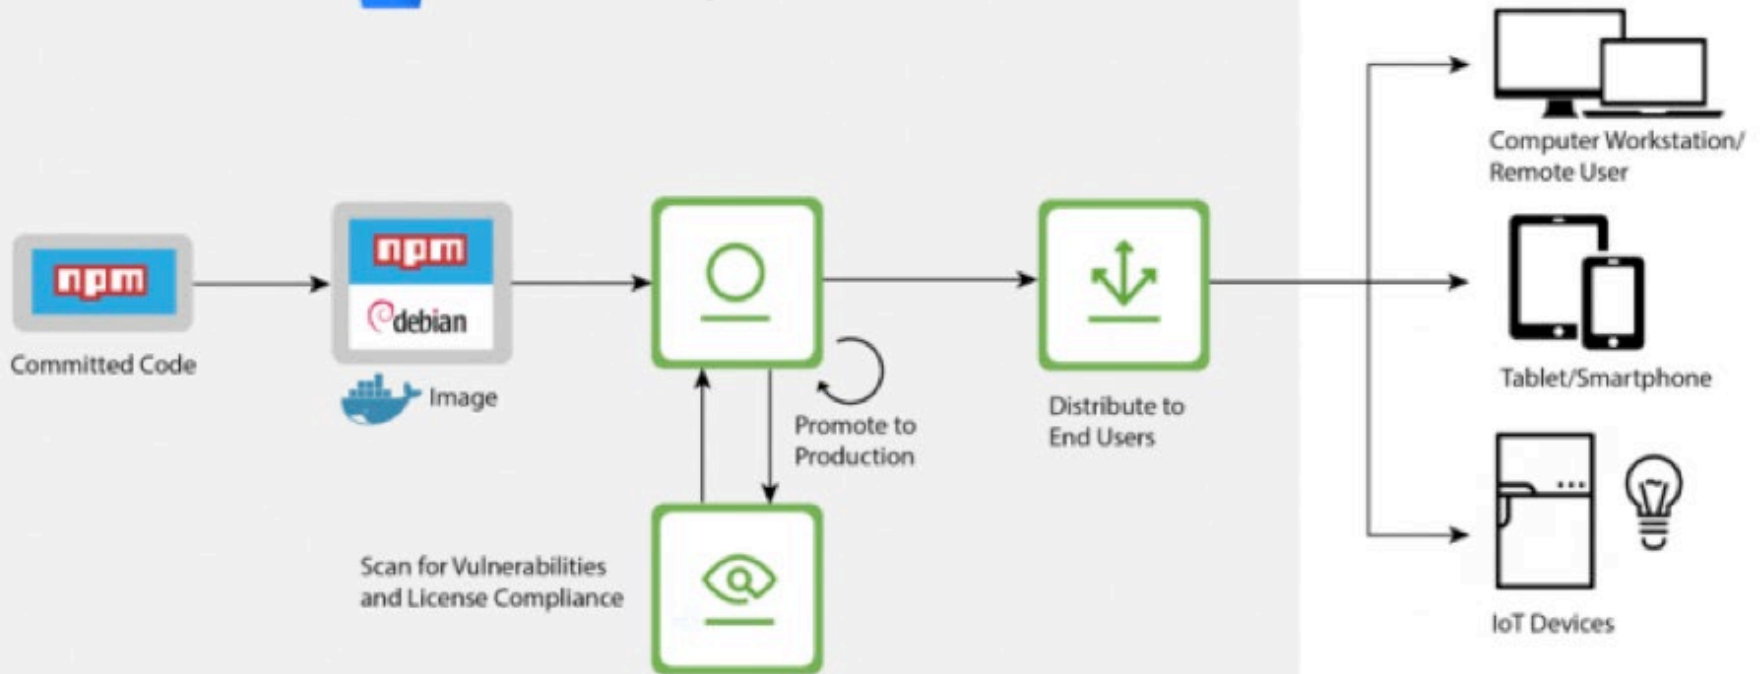 npm
Committed Code
npm
debian
Image
Promote to
Production
Scan for Vulnerabilities
and License Compliance
Distribute to
End Users
Computer Workstation/
Remote User
Tablet/Smartphone
IoT Devices